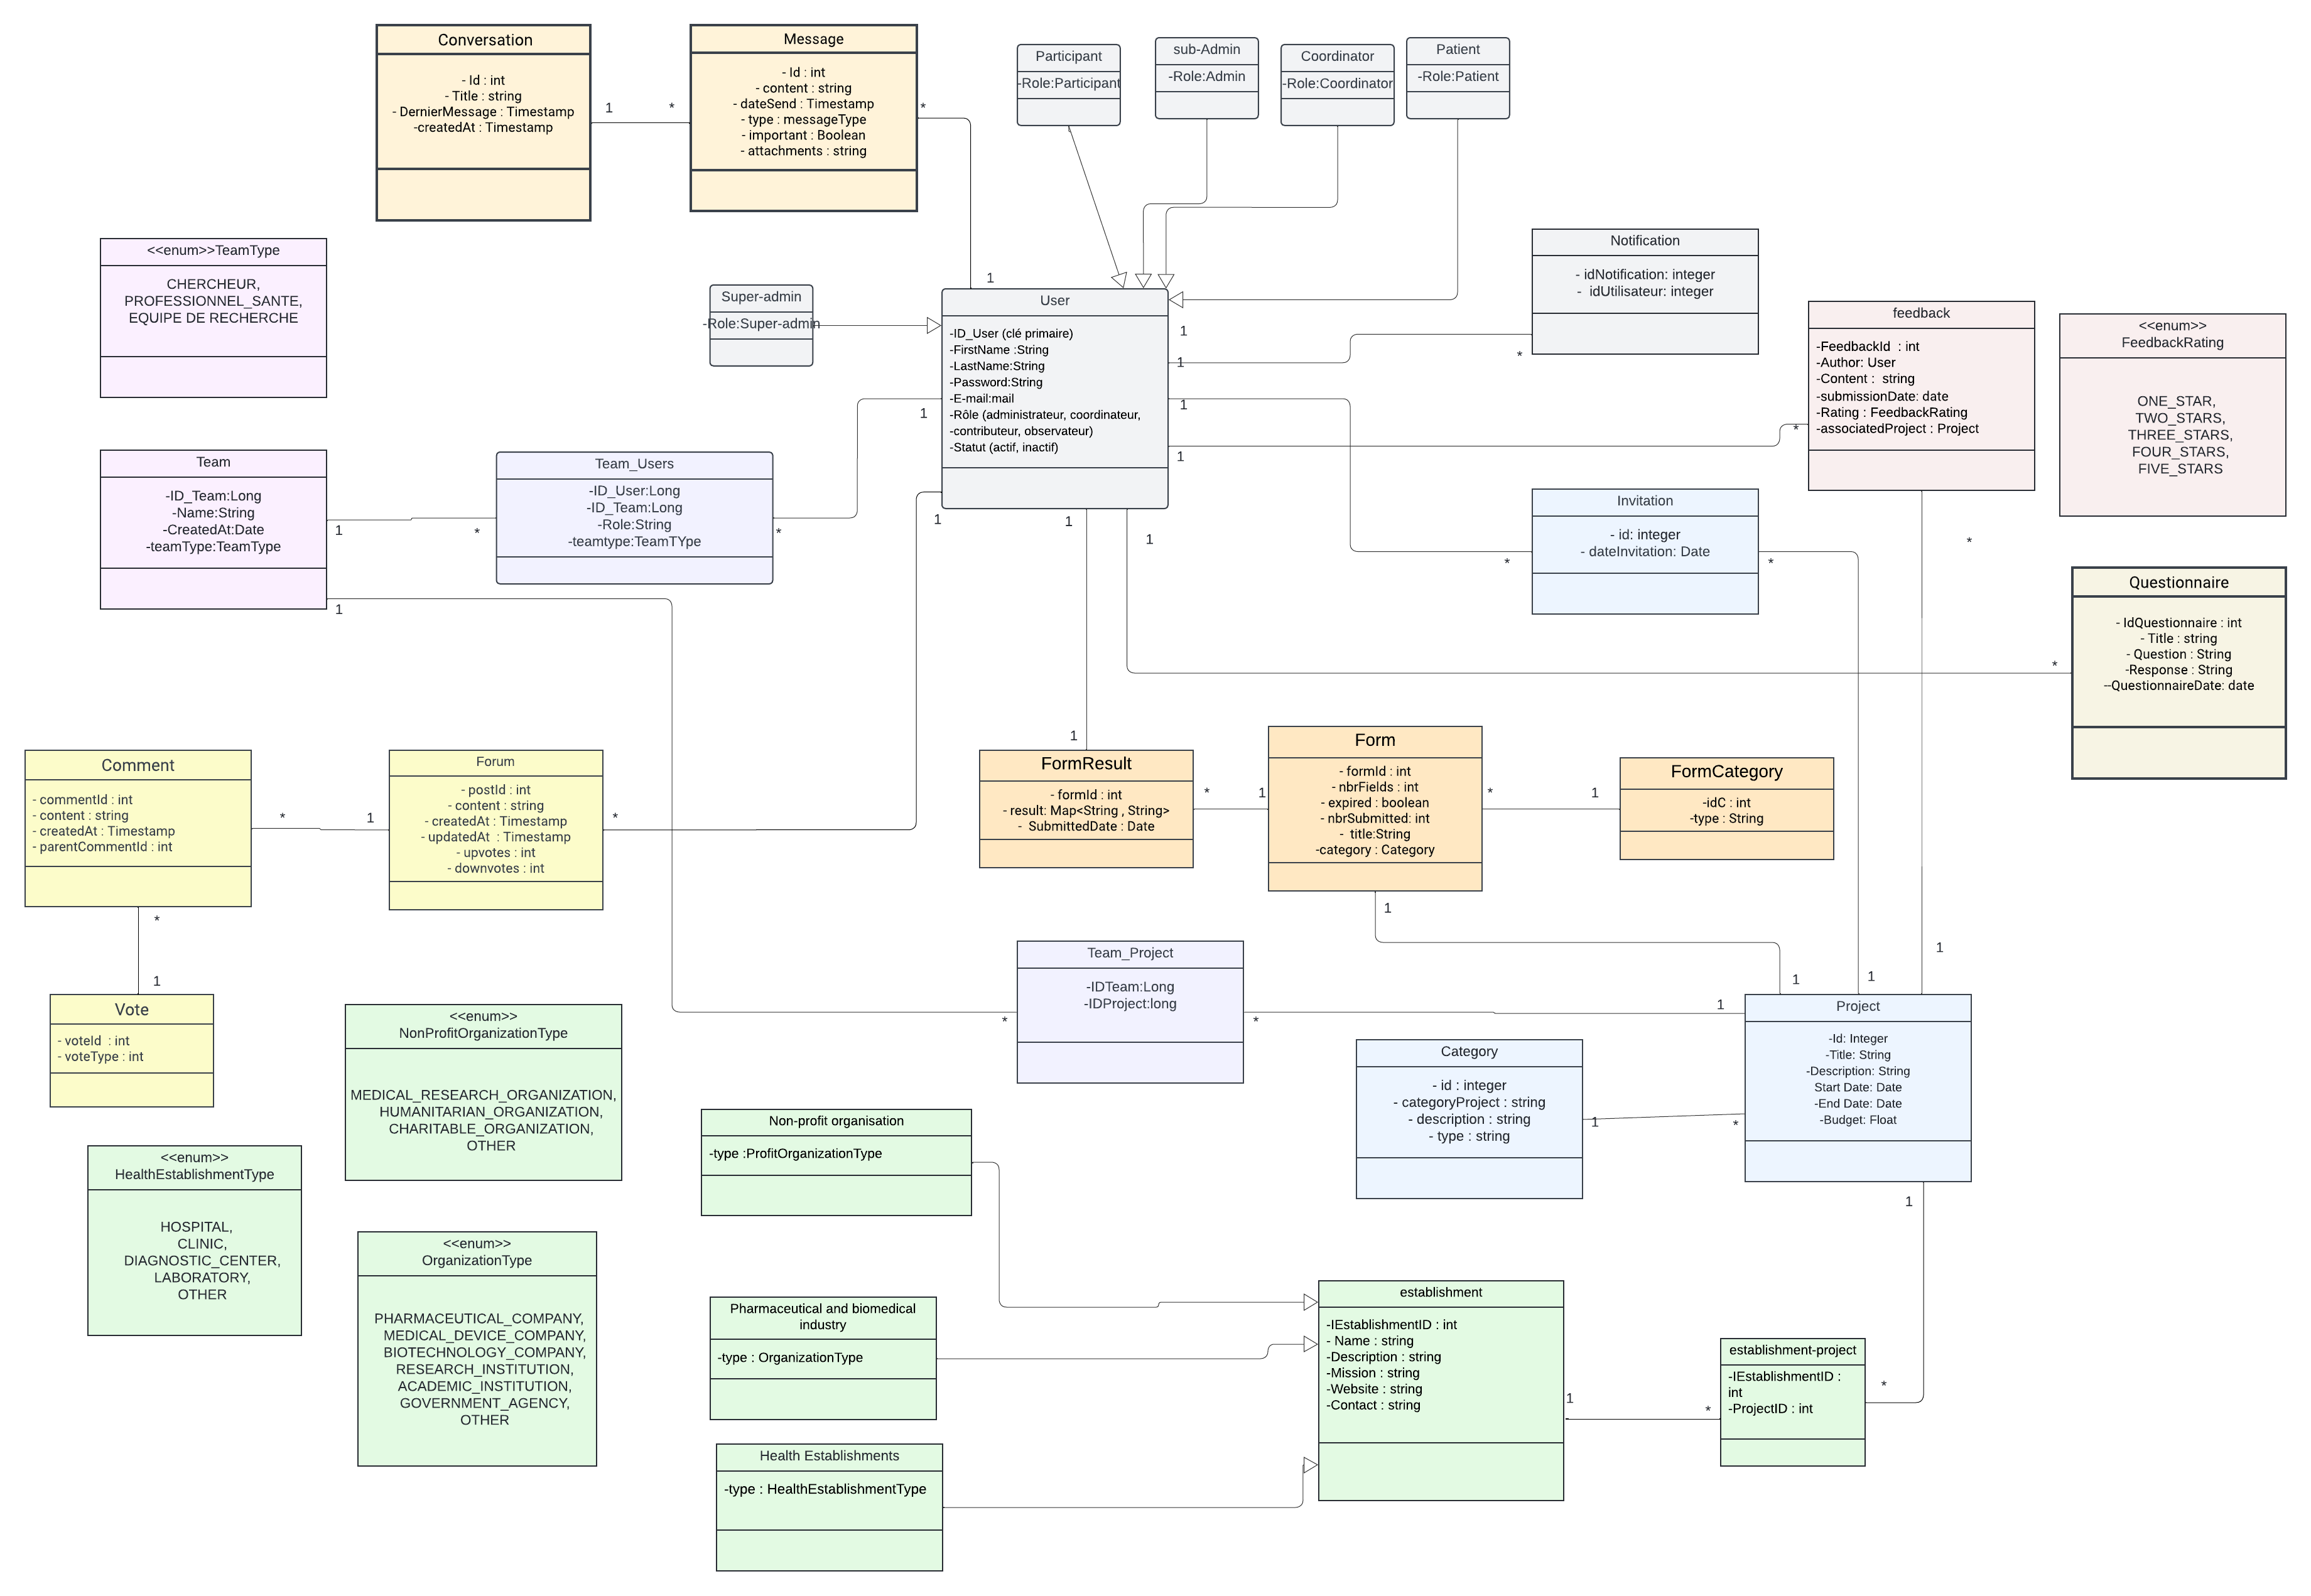 Conversation
- Id : int
- Title : string
- DernierMessage : Timestamp
-createdAt : Timestamp
1
*
Message
- Id : int
- content : string
- dateSend : Timestamp
- type : messageType
- important : Boolean
- attachments : string
*
1
Participant
-Role:Participant
sub-Admin
-Role:Admin
Coordinator
-Role:Coordinator
Patient
-Role:Patient
<<enum>>TeamType
CHERCHEUR,
PROFESSIONNEL_SANTE,
EQUIPE DE RECHERCHE
Super-admin
-Role:Super-admin
User
-ID_User (clé primaire)
-FirstName :String
-LastName:String
-Password:String
-E-mail:mail
-Rôle (administrateur, coordinateur,
-contributeur, observateur)
-Statut (actif, inactif)
1
1
1
1
1
1
1
1
Notification
- idNotification: integer
- idUtilisateur: integer
*
feedback
-FeedbackId : int
-Author: User
-Content : string
-submissionDate: date
-Rating : FeedbackRating
-associatedProject : Project
*
*
<<enum>>
FeedbackRating
ONE_STAR,
TWO_STARS,
THREE_STARS,
FOUR_STARS,
FIVE_STARS
Team
-ID_Team:Long
-Name:String
-CreatedAt:Date
-teamType:TeamType
1
1
Team_Users
-ID_User:Long
-ID_Team:Long
-Role:String
-teamtype:TeamTYpe
*
*
Invitation
- id: integer
- dateInvitation: Date
*
*
Questionnaire
- IdQuestionnaire : int
- Title : string
- Question : String
-Response : String
--QuestionnaireDate: date
*
Comment
- commentId : int
- content : string
- createdAt : Timestamp
- parentCommentId : int
*
1
*
Forum
- postId : int
- content : string
- createdAt : Timestamp
- updatedAt : Timestamp
- upvotes : int
- downvotes : int
*
1
FormResult
- formId : int
- result: Map<String , String>
- SubmittedDate : Date
*
1
Form
- formId : int
- nbrFields : int
- expired : boolean
- nbrSubmitted: int
- title:String
-category : Category
*
1
1
FormCategory
-idC : int
-type : String
1
Vote
- voteId : int
- voteType : int
<<enum>>
NonProfitOrganizationType
MEDICAL_RESEARCH_ORGANIZATION,
HUMANITARIAN_ORGANIZATION,
CHARITABLE_ORGANIZATION,
OTHER
Team_Project
-IDTeam:Long
-IDProject:long
*
*
1
1
1
1
Project
-Id: Integer
-Title: String
-Description: String
Start Date: Date
-End Date: Date
-Budget: Float
1
Category
- id : integer
- categoryProject : string
- description : string
- type : string
1
*
<<enum>>
HealthEstablishmentType
HOSPITAL,
CLINIC,
DIAGNOSTIC_CENTER,
LABORATORY,
OTHER
<<enum>>
OrganizationType
PHARMACEUTICAL_COMPANY,
MEDICAL_DEVICE_COMPANY,
BIOTECHNOLOGY_COMPANY,
RESEARCH_INSTITUTION,
ACADEMIC_INSTITUTION,
GOVERNMENT_AGENCY,
OTHER
Non-profit organisation
-type :ProfitOrganizationType
Pharmaceutical and biomedical
industry
-type : OrganizationType
Health Establishments
-type : HealthEstablishmentType
establishment
-IEstablishmentID : int
- Name : string
-Description : string
-Mission : string
-Website : string
-Contact : string
1
*
establishment-project
-IEstablishmentID :
int
-ProjectID : int
*